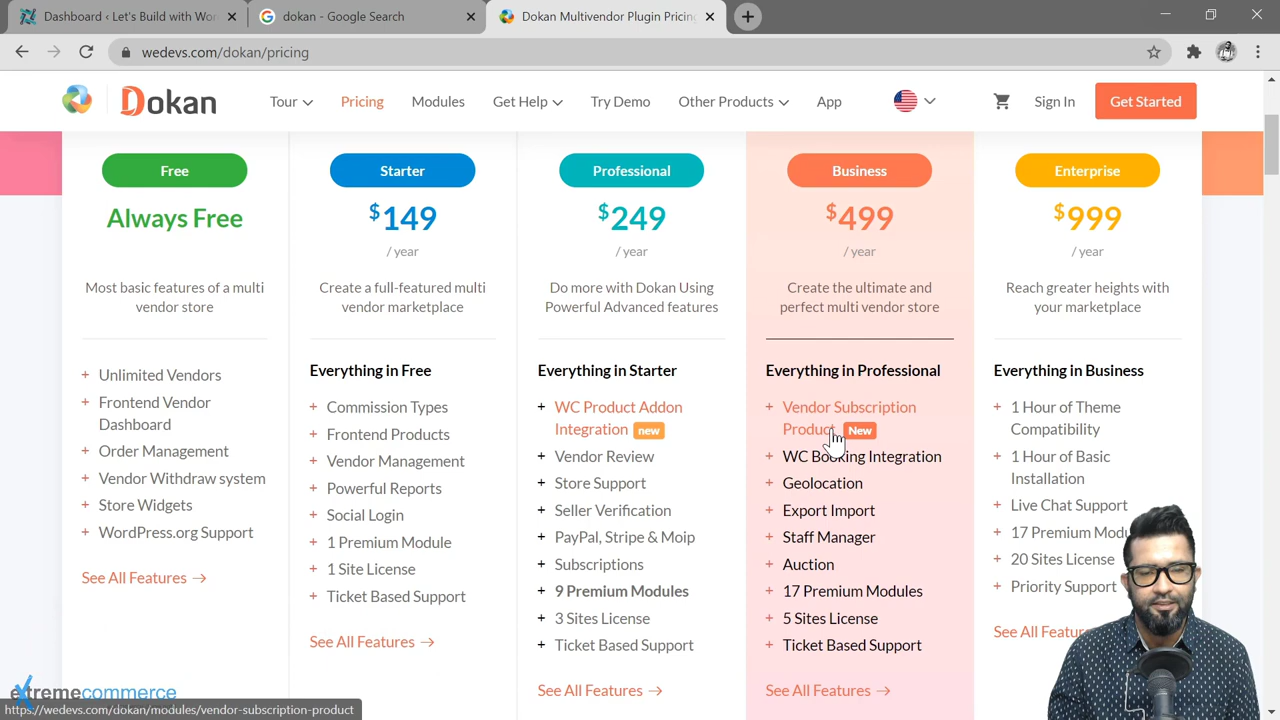 Dashboard ‹ Let's Build with Wor
dokan - Google Search
Dokan Multivendor Plugin Pricing
wedevs.com/dokan/pricing
Dokan
Tour
Pricing
Modules
Get Help
Try Demo
Other Products
App
Sign In
Get Started
Free
Always Free
Most basic features of a multi
vendor store
+ Unlimited Vendors
+ Frontend Vendor
Dashboard
+ Order Management
+ Vendor Withdraw system
+ Store Widgets
+ WordPress.org Support
See All Features →
Starter
$149
/ year
Create a full-featured multi
vendor marketplace
Everything in Free
+ Commission Types
+ Frontend Products
+ Vendor Management
+ Powerful Reports
+ Social Login
+ 1 Premium Module
+ 1 Site License
+ Ticket Based Support
See All Features →
Professional
$249
/ year
Do more with Dokan Using
Powerful Advanced features
Everything in Starter
+ WC Product Addon
Integration new
+ Vendor Review
+ Store Support
+ Seller Verification
+ PayPal, Stripe & Moip
+ Subscriptions
+ 9 Premium Modules
+ 3 Sites License
+ Ticket Based Support
See All Features →
Business
$499
/ year
Create the ultimate and
perfect multi vendor store
Everything in Professional
+ Vendor Subscription
Product New
+ WC Booking Integration
+ Geolocation
+ Export Import
+ Staff Manager
+ Auction
+ 17 Premium Modules
+ 5 Sites License
+ Ticket Based Support
See All Features →
Enterprise
$999
/ year
Reach greater heights with
your marketplace
Everything in Business
+ 1 Hour of Theme
Compatibility
+ 1 Hour of Basic
Installation
+ Live Chat Support
+ 17 Premium Modu
+ 20 Sites License
+ Priority Support
See All Featur
extremecommerce
https://wedevs.com/dokan/modules/vendor-subscription-product